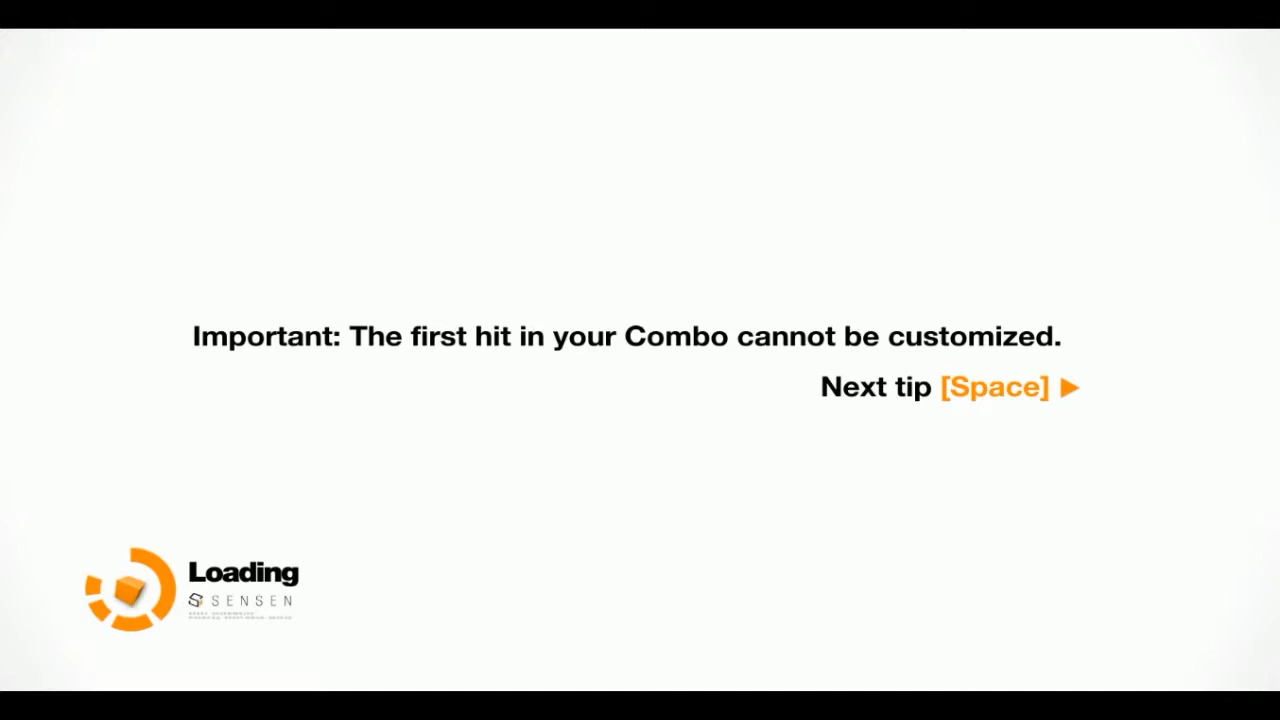 Important: The first hit in your Combo cannot be customized.
Next tip [Space] ▶
Loading
SENSEN